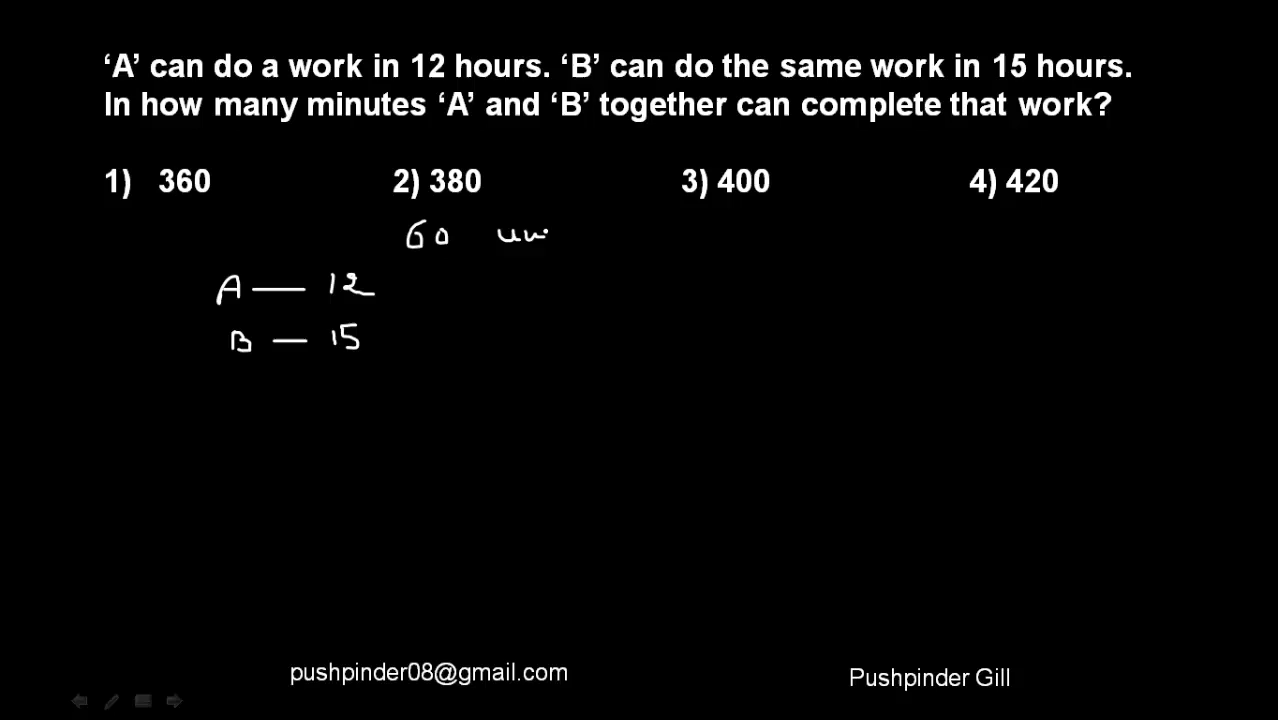 ‘A’ can do a work in 12 hours. ‘B’ can do the same work in 15 hours.
In how many minutes ‘A’ and ‘B’ together can complete that work?
1) 360 2) 380 3) 400 4) 420
60
A — 12
B — 15
pushpinder08@gmail.com Pushpinder Gill